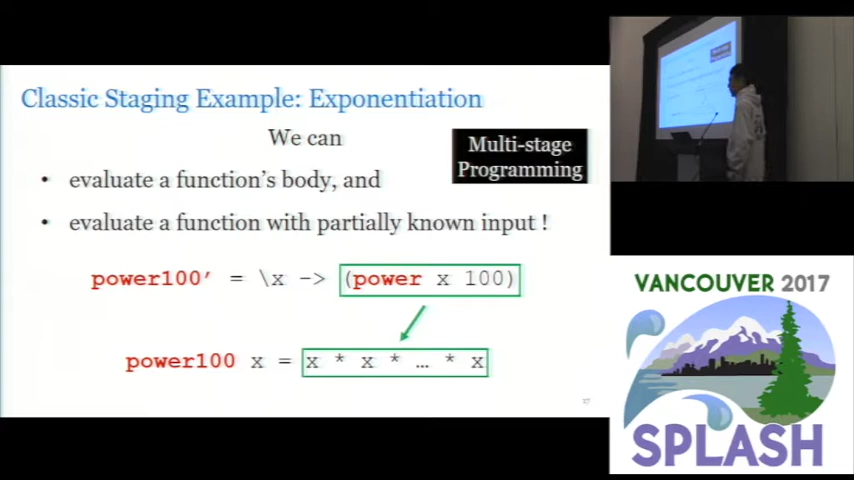 Classic Staging Example: Exponentiation
We can
Multi-stage
Programming
• evaluate a function's body, and
• evaluate a function with partially known input !
power100' = \x -> (power x 100)
power100 x = x * x * … * x
17
VANCOUVER 2017
SPLASH